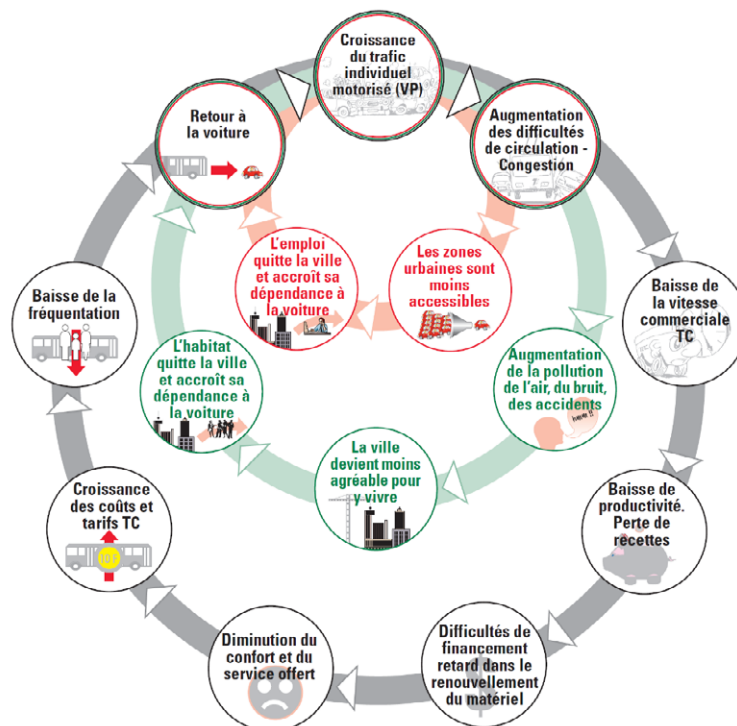 Croissance
du trafic
individuel
motorisé (VP)
Retour à
la voiture
Augmentation
des difficultés
de circulation -
Congestion
L'emploi
quitte la ville
et accroît sa
dépendance à
la voiture
Les zones
urbaines sont
moins
accessibles
Baisse de la
fréquentation
Baisse de
la vitesse
commerciale
TC
L'habitat
quitte la ville
et accroît sa
dépendance à
la voiture
Augmentation
de la pollution
de l'air, du bruit,
des accidents
La ville
devient moins
agréable pour
y vivre
Croissance
des coûts et
tarifs TC
10F
Baisse de
productivité.
Perte de
recettes
Diminution du
confort et du
service offert
Difficultés de
financement
retard dans le
renouvellement
du matériel
$